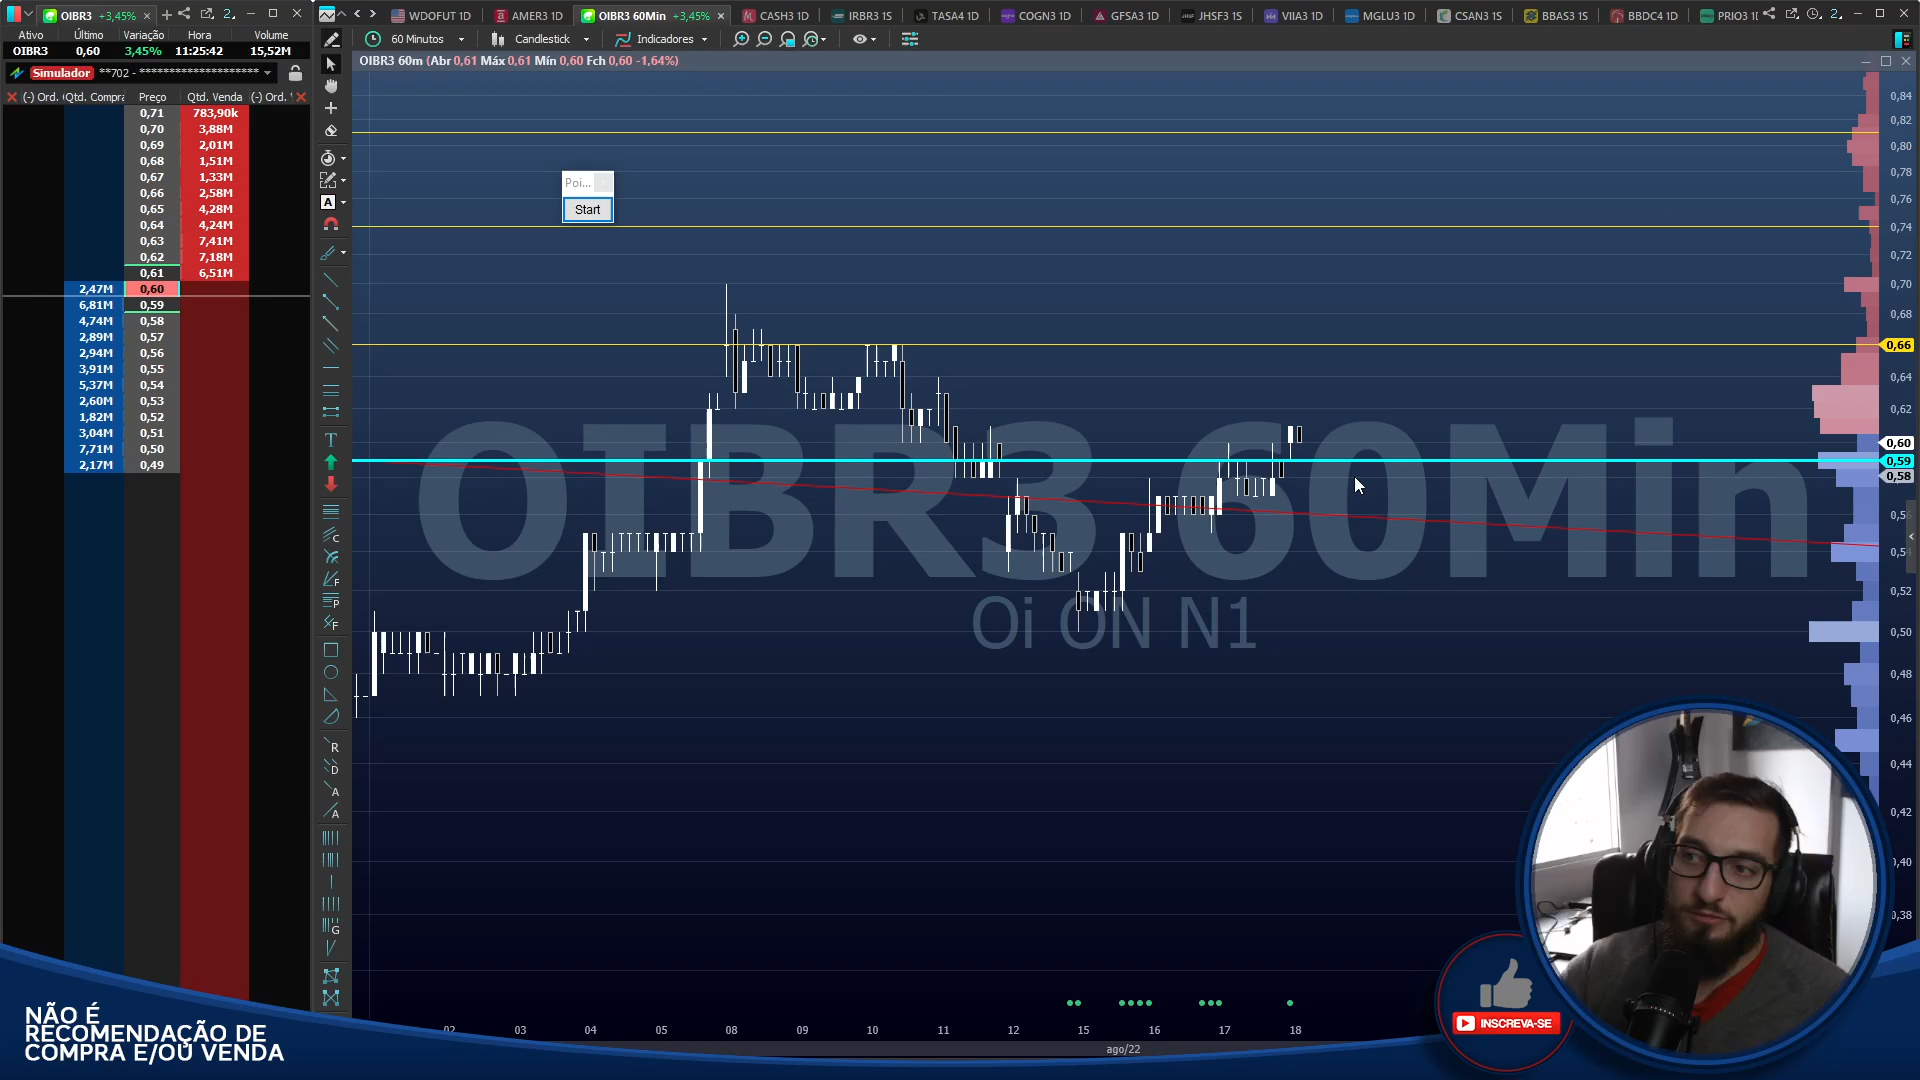 OIBR3 +3,45%
Ativo Último Variação Hora Volume
OIBR3 0,60 3,45% 11:25:42 15,52M
Simulador **702 - *********************
(-) Ord. Qtd. Compra Preço Qtd. Venda (-) Ord.
0,71 783,90k
0,70 3,88M
0,69 2,01M
0,68 1,51M
0,67 1,33M
0,66 2,58M
0,65 4,28M
0,64 4,24M
0,63 7,41M
0,62 7,18M
0,61 6,51M
2,47M 0,60
6,81M 0,59
4,74M 0,58
2,89M 0,57
2,94M 0,56
3,91M 0,55
5,37M 0,54
2,60M 0,53
1,82M 0,52
3,04M 0,51
7,71M 0,50
2,17M 0,49
WDOFUT 1D AMER3 1D OIBR3 60Min +3,45% CASH3 1D IRBR3 1S TASA4 1D COGN3 1D GFSA3 1D JHSF3 1S VIIA3 1D MGLU3 1D CSAN3 1S BBAS3 1S BBDC4 1D PRIO3 1D
60 Minutos Candlestick Indicadores
OIBR3 60m (Abr 0,61 Máx 0,61 Mín 0,60 Fch 0,60 -1,64%)
Poi...
Start
OIBR3 60Min
Oi ON N1
0,84
0,82
0,80
0,78
0,76
0,74
0,72
0,70
0,68
0,66
0,64
0,62
0,60
0,59
0,58
0,56
0,54
0,52
0,50
0,48
0,46
0,44
0,42
0,40
0,38
02 03 04 05 08 09 10 11 12 15 16 17 18
ago/22
NÃO É
RECOMENDAÇÃO DE
COMPRA E/OU VENDA
INSCREVA-SE